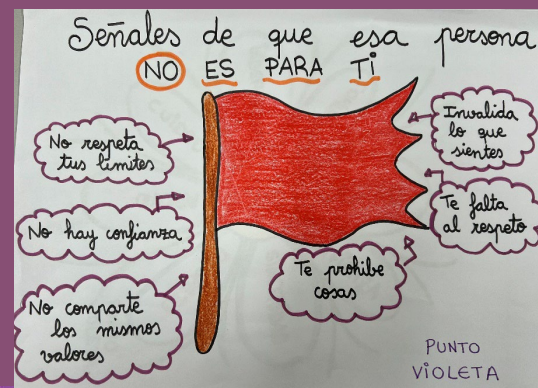 Señales de que esa persona
NO ES PARA TI
No respeta
tus límites
No hay confianza
No comparte
los mismos
valores
Invalida
lo que
sientes
Te falta
al respeto
Te prohibe
cosas
PUNTO
VIOLETA